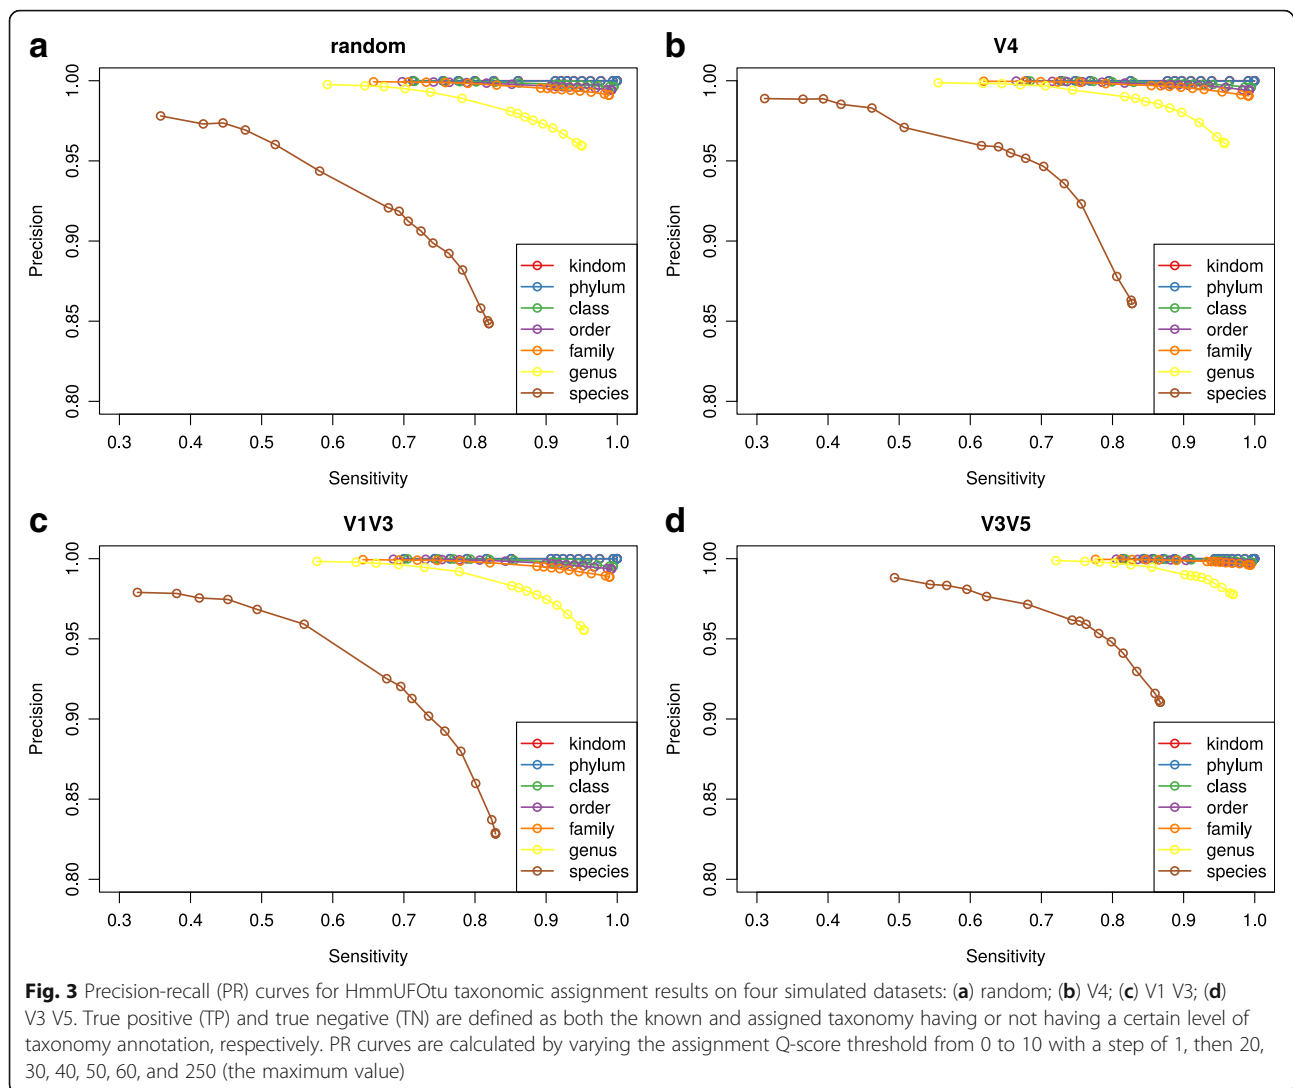 a
random
1.00
0.95
0.90
0.85
0.80
Precision
0.3 0.4 0.5 0.6 0.7 0.8 0.9 1.0
Sensitivity
kindom
phylum
class
order
family
genus
species
b
V4
1.00
0.95
0.90
0.85
0.80
Precision
0.3 0.4 0.5 0.6 0.7 0.8 0.9 1.0
Sensitivity
kindom
phylum
class
order
family
genus
species
c
V1V3
1.00
0.95
0.90
0.85
0.80
Precision
0.3 0.4 0.5 0.6 0.7 0.8 0.9 1.0
Sensitivity
kindom
phylum
class
order
family
genus
species
d
V3V5
1.00
0.95
0.90
0.85
0.80
Precision
0.3 0.4 0.5 0.6 0.7 0.8 0.9 1.0
Sensitivity
kindom
phylum
class
order
family
genus
species
Fig. 3 Precision-recall (PR) curves for HmmUFOtu taxonomic assignment results on four simulated datasets: (a) random; (b) V4; (c) V1 V3; (d)
V3 V5. True positive (TP) and true negative (TN) are defined as both the known and assigned taxonomy having or not having a certain level of
taxonomy annotation, respectively. PR curves are calculated by varying the assignment Q-score threshold from 0 to 10 with a step of 1, then 20,
30, 40, 50, 60, and 250 (the maximum value)